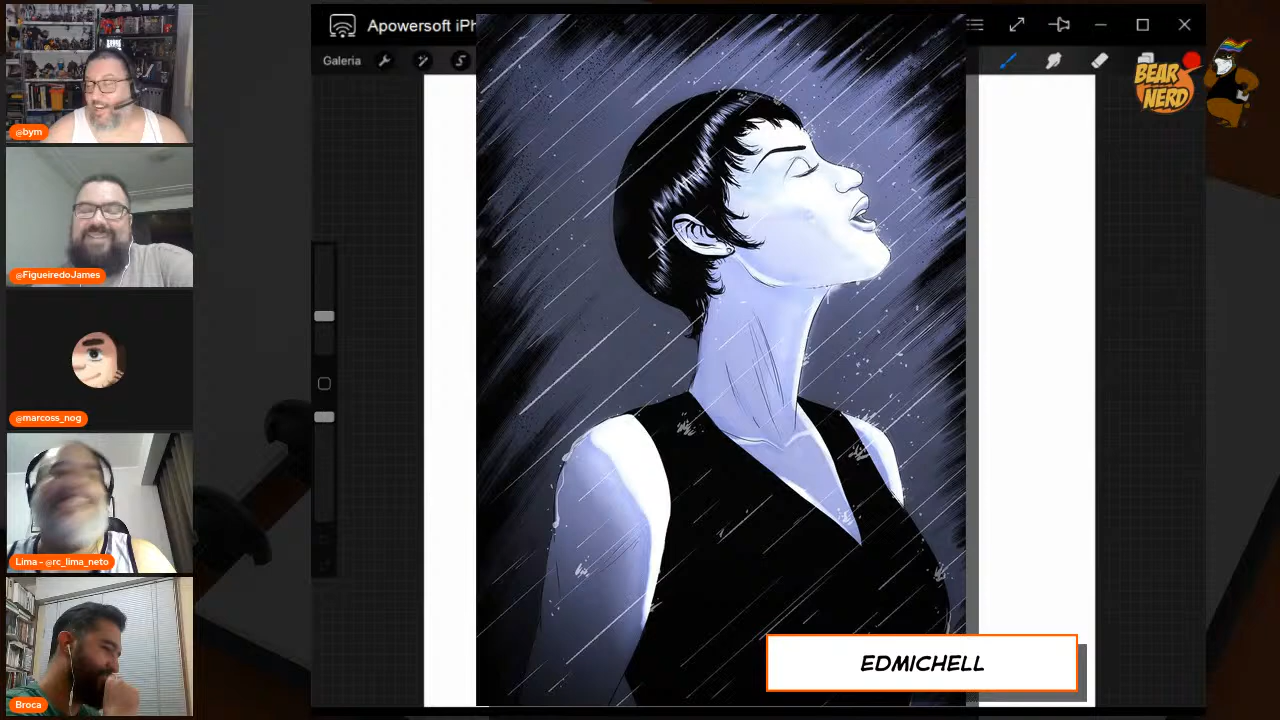 @bym
@FigueiredoJames
@marcoss_nog
Lima - @rc_lima_neto
Broca
Apowersoft iPh
Galeria
BEAR
NERD
EDMICHELL